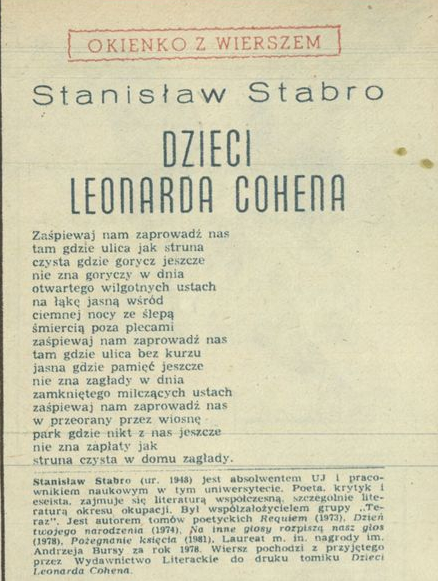 OKIENKO Z WIERSZEM
Stanisław Stabro
DZIECI
LEONARDA COHENA
Zaśpiewaj nam zaprowadź nas
tam gdzie ulica jak struna
czysta gdzie gorycz jeszcze
nie zna goryczy w dnia
otwartego wilgotnych ustach
na łąkę jasną wśród
ciemnej nocy ze ślepą
śmiercią poza plecami
zaśpiewaj nam zaprowadź nas
tam gdzie ulica bez kurzu
jasna gdzie pamięć jeszcze
nie zna zagłady w dnia
zamkniętego milczących ustach
zaśpiewaj nam zaprowadź nas
w przeorany przez wiosnę
park gdzie nikt z nas jeszcze
nie zna zapłaty jak
struna czysta w domu zagłady.
Stanisław Stabro (ur. 1948) jest absolwentem UJ i praco-
wnikiem naukowym w tym uniwersytecie. Poeta, krytyk i
eseista, zajmuje się literaturą współczesną, szczególnie lite-
raturą okresu okupacji. Był współzałożycielem grupy „Te-
raz". Jest autorem tomów poetyckich Requiem (1973), Dzień
twojego narodzenia (1974), Na inne głosy rozpiszą nasz głos
(1978), Pożegnanie księcia (1981), Laureat m. in. nagrody im.
Andrzeja Bursy za rok 1978. Wiersz pochodzi z przyjętego
przez Wydawnictwo Literackie do druku tomiku Dzieci
Leonarda Cohena.